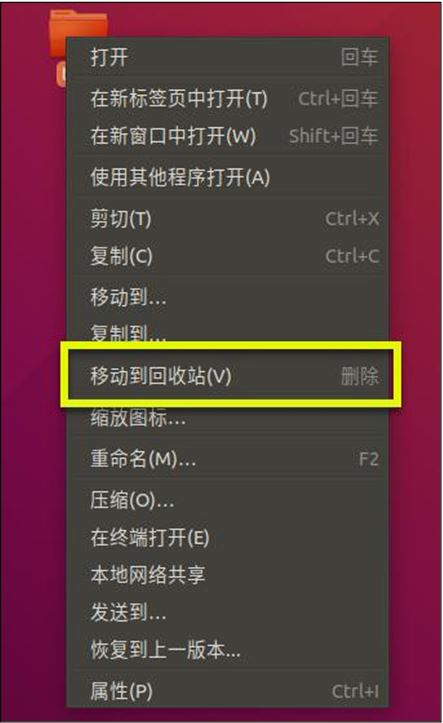 打开 回车
在新标签页中打开(T) Ctrl+回车
在新窗口中打开(W) Shift+回车
使用其他程序打开(A)
剪切(T) Ctrl+X
复制(C) Ctrl+C
移动到...
复制到...
移动到回收站(V) 删除
缩放图标...
重命名(M)... F2
压缩(O)...
在终端打开(E)
本地网络共享
发送到...
恢复到上一版本...
属性(P) Ctrl+I